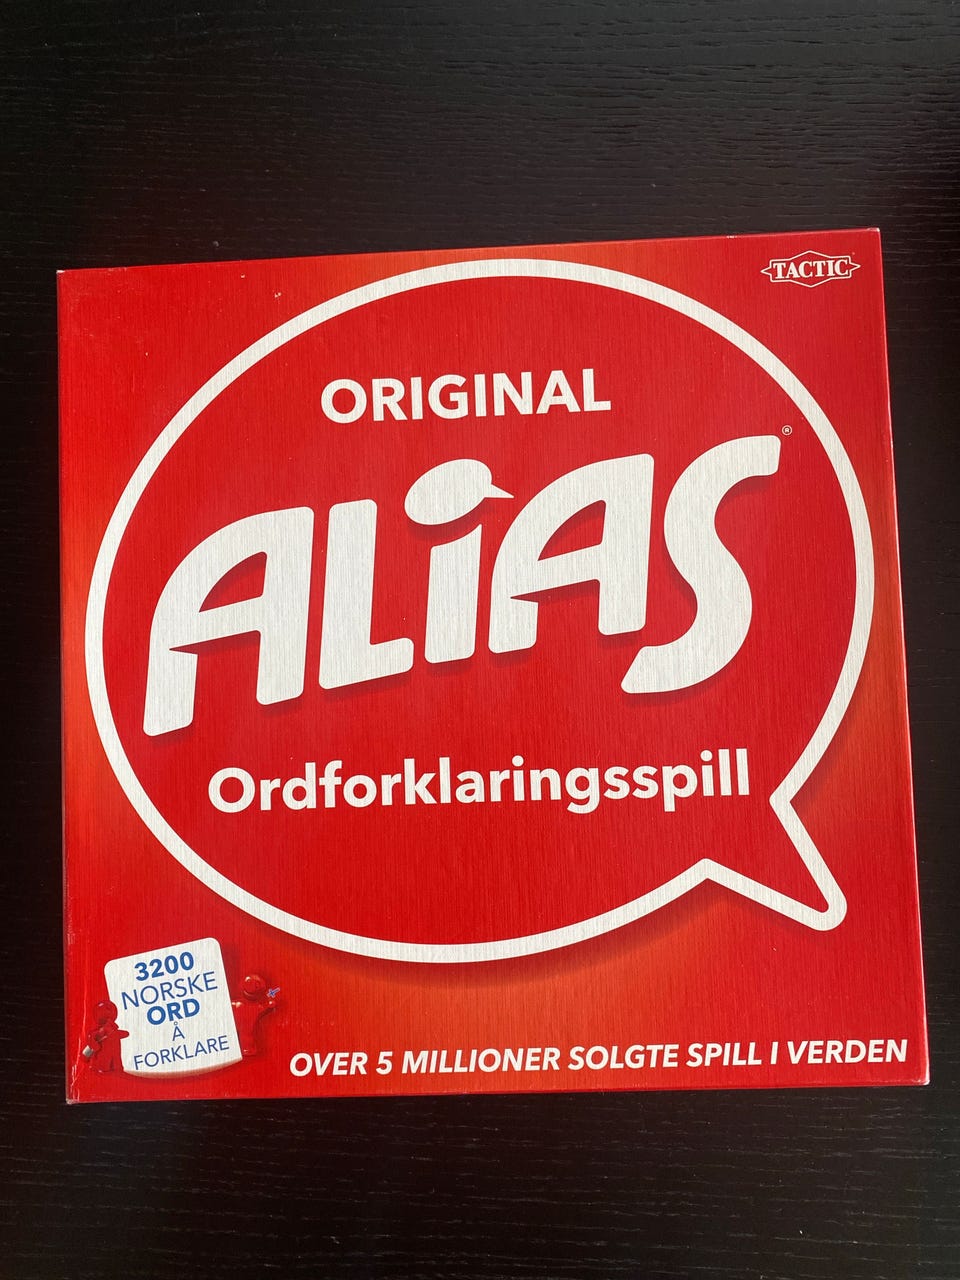 TACTIC
ORIGINAL
ALiAS®
Ordforklaringsspill
3200
NORSKE
ORD
Å
FORKLARE
OVER 5 MILLIONER SOLGTE SPILL I VERDEN